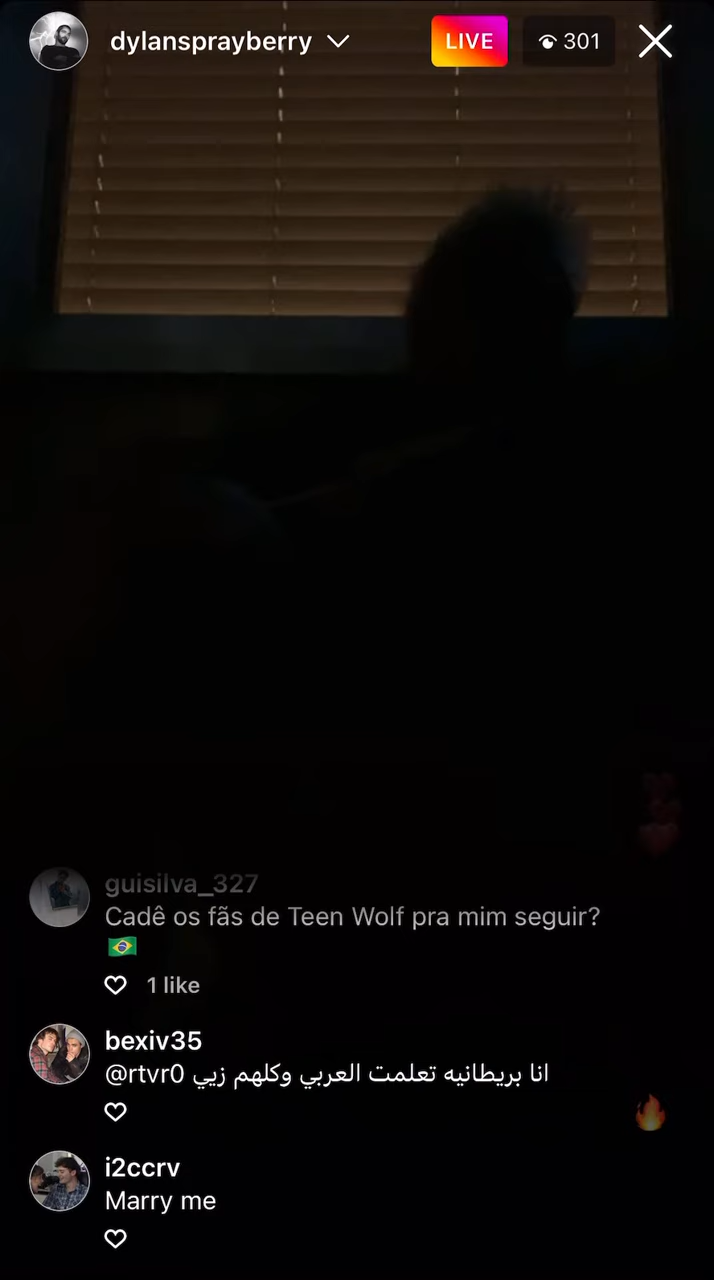 dylansprayberry
LIVE
301
guisilva_327
Cadê os fãs de Teen Wolf pra mim seguir?
🇧🇷
1 like
bexiv35
@rtvr0 انا بريطانيه تعلمت العربي وكلهم زيي
i2ccrv
Marry me